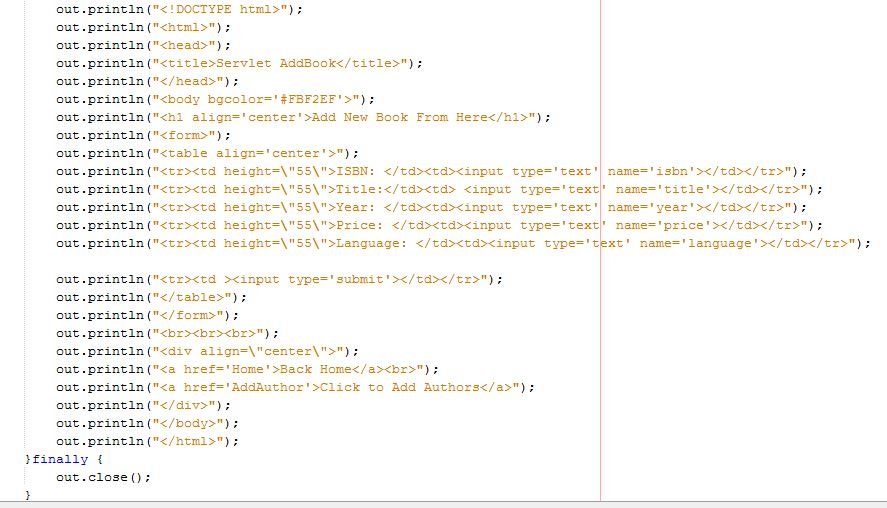 out.println("<!DOCTYPE html>");
out.println("<html>");
out.println("<head>");
out.println("<title>Servlet AddBook</title>");
out.println("</head>");
out.println("<body bgcolor='#FBF2EF'>");
out.println("<h1 align='center'>Add New Book From Here</h1>");
out.println("<form>");
out.println("<table align='center'>");
out.println("<tr><td height=\"55\">ISBN: </td><td><input type='text' name='isbn'></td></tr>");
out.println("<tr><td height=\"55\">Title:</td><td> <input type='text' name='title'></td></tr>");
out.println("<tr><td height=\"55\">Year: </td><td><input type='text' name='year'></td></tr>");
out.println("<tr><td height=\"55\">Price: </td><td><input type='text' name='price'></td></tr>");
out.println("<tr><td height=\"55\">Language: </td><td><input type='text' name='language'></td></tr>");
out.println("<tr><td ><input type='submit'></td></tr>");
out.println("</table>");
out.println("</form>");
out.println("<br><br><br>");
out.println("<div align=\"center\">");
out.println("<a href='Home'>Back Home</a><br>");
out.println("<a href='AddAuthor'>Click to Add Authors</a>");
out.println("</div>");
out.println("</body>");
out.println("</html>");
}finally {
out.close();
}